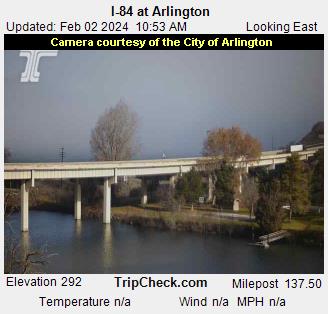 I-84 at Arlington
Updated: Feb 02 2024 10:53 AM Looking East
Camera courtesy of the City of Arlington
Elevation 292 TripCheck.com Milepost 137.50
Temperature n/a Wind n/a MPH n/a